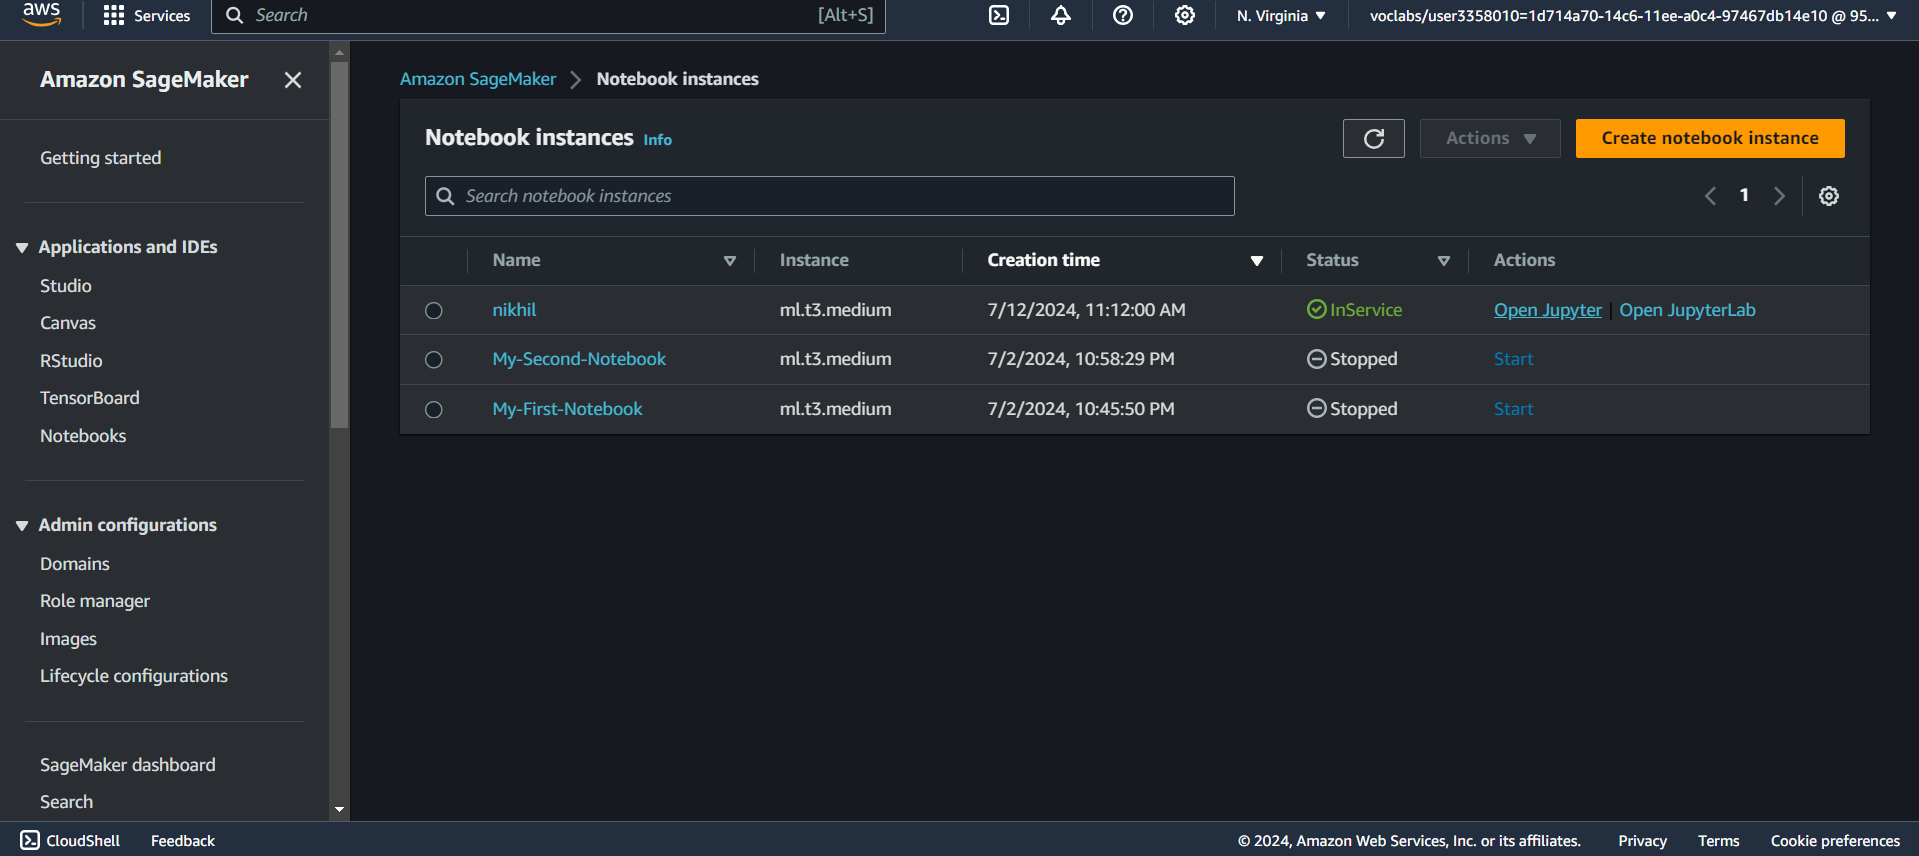 aws Services Search [Alt+S] N. Virginia voclabs/user3358010=1d714a70-14c6-11ee-a0c4-97467db14e10 @ 95...
Amazon SageMaker
Getting started
Applications and IDEs
Studio
Canvas
RStudio
TensorBoard
Notebooks
Admin configurations
Domains
Role manager
Images
Lifecycle configurations
SageMaker dashboard
Search
Amazon SageMaker Notebook instances
Notebook instances Info Actions Create notebook instance
Search notebook instances 1
Name Instance Creation time Status Actions
nikhil ml.t3.medium 7/12/2024, 11:12:00 AM InService Open Jupyter | Open JupyterLab
My-Second-Notebook ml.t3.medium 7/2/2024, 10:58:29 PM Stopped Start
My-First-Notebook ml.t3.medium 7/2/2024, 10:45:50 PM Stopped Start
CloudShell Feedback © 2024, Amazon Web Services, Inc. or its affiliates. Privacy Terms Cookie preferences